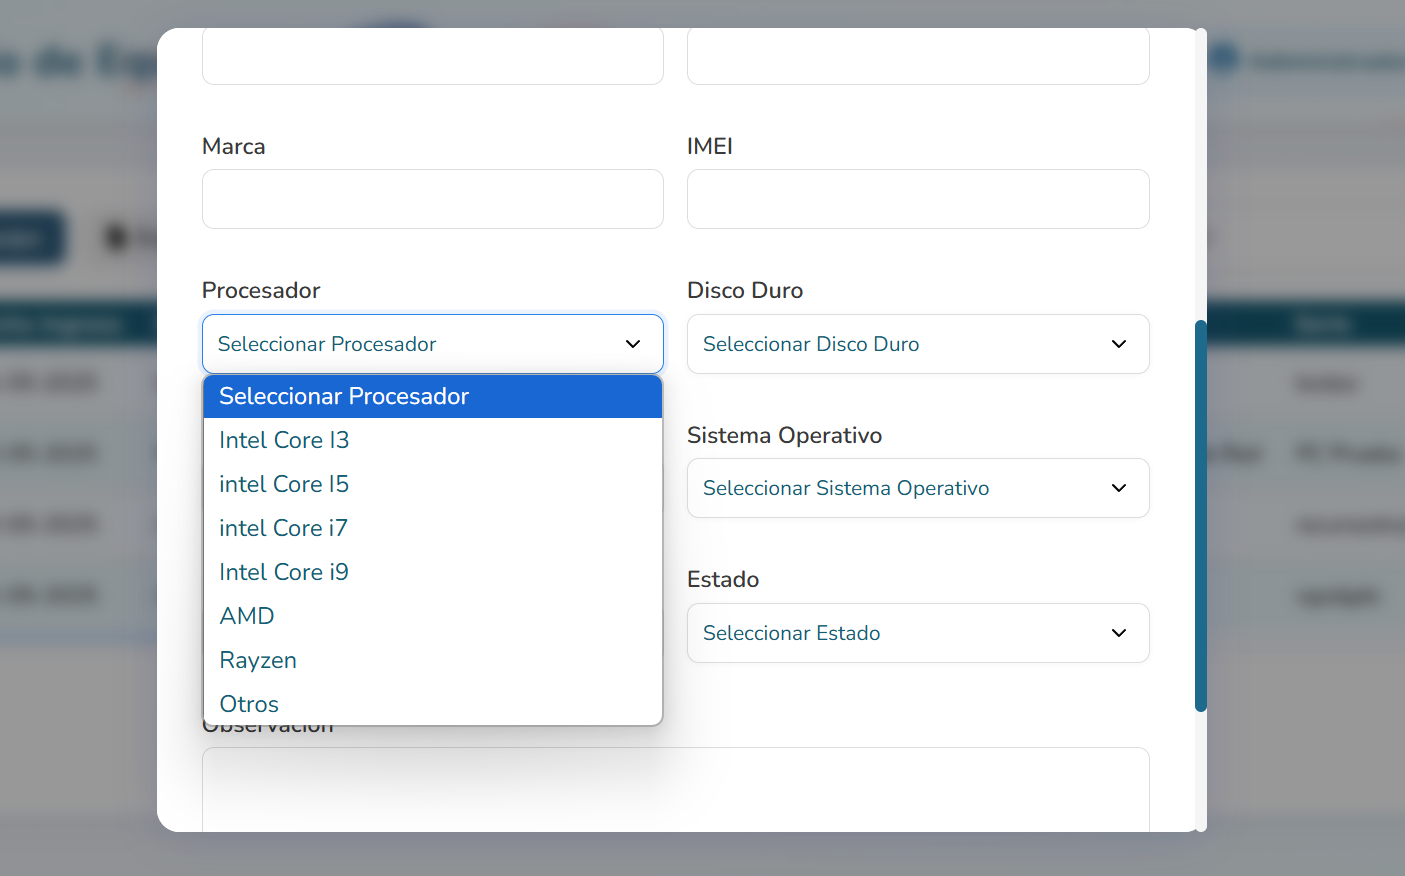 Marca
IMEI
Procesador
Disco Duro
Seleccionar Procesador
Seleccionar Disco Duro
Seleccionar Procesador
Intel Core I3
intel Core I5
intel Core i7
Intel Core i9
AMD
Rayzen
Otros
Sistema Operativo
Seleccionar Sistema Operativo
Estado
Seleccionar Estado
Observación